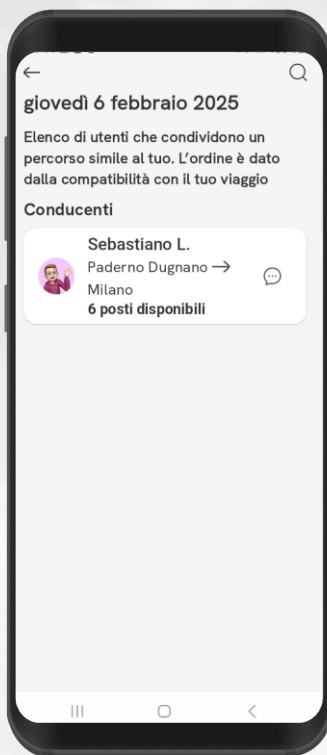 giovedì 6 febbraio 2025
Elenco di utenti che condividono un
percorso simile al tuo. L'ordine è dato
dalla compatibilità con il tuo viaggio
Conducenti
Sebastiano L.
Paderno Dugnano →
Milano
6 posti disponibili